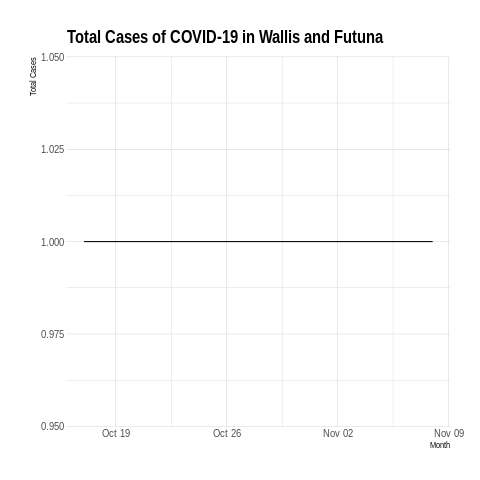 Total Cases of COVID-19 in Wallis and Futuna
Total Cases
1.050
1.025
1.000
0.975
0.950
Oct 19 Oct 26 Nov 02 Nov 09
Month